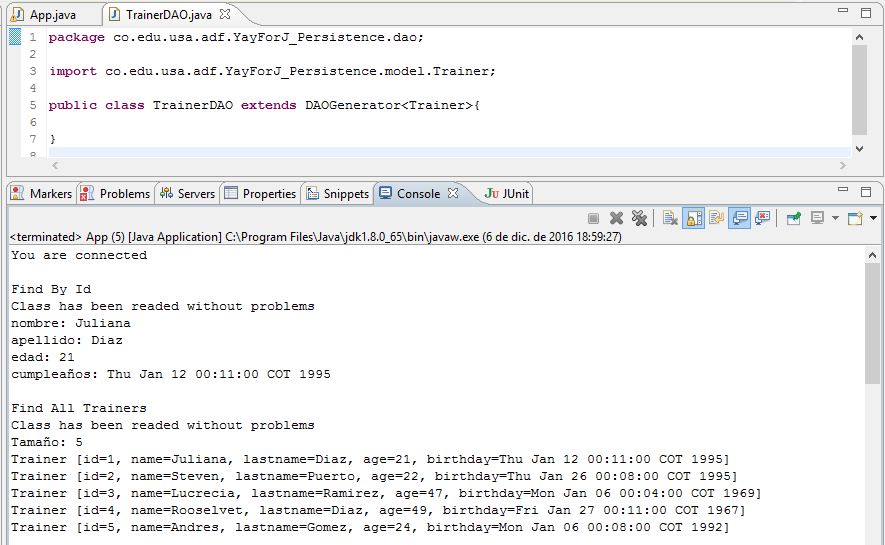 App.java TrainerDAO.java
1 package co.edu.usa.adf.YayForJ_Persistence.dao;
2
3 import co.edu.usa.adf.YayForJ_Persistence.model.Trainer;
4
5 public class TrainerDAO extends DAOGenerator<Trainer>{
6
7 }
8
Markers Problems Servers Properties Snippets Console JUnit
<terminated> App (5) [Java Application] C:\Program Files\Java\jdk1.8.0_65\bin\javaw.exe (6 de dic. de 2016 18:59:27)
You are connected
Find By Id
Class has been readed without problems
nombre: Juliana
apellido: Diaz
edad: 21
cumpleaños: Thu Jan 12 00:11:00 COT 1995
Find All Trainers
Class has been readed without problems
Tamaño: 5
Trainer [id=1, name=Juliana, lastname=Diaz, age=21, birthday=Thu Jan 12 00:11:00 COT 1995]
Trainer [id=2, name=Steven, lastname=Puerto, age=22, birthday=Thu Jan 26 00:08:00 COT 1995]
Trainer [id=3, name=Lucrecia, lastname=Ramirez, age=47, birthday=Mon Jan 06 00:04:00 COT 1969]
Trainer [id=4, name=Rooselvet, lastname=Diaz, age=49, birthday=Fri Jan 27 00:11:00 COT 1967]
Trainer [id=5, name=Andres, lastname=Gomez, age=24, birthday=Mon Jan 06 00:08:00 COT 1992]